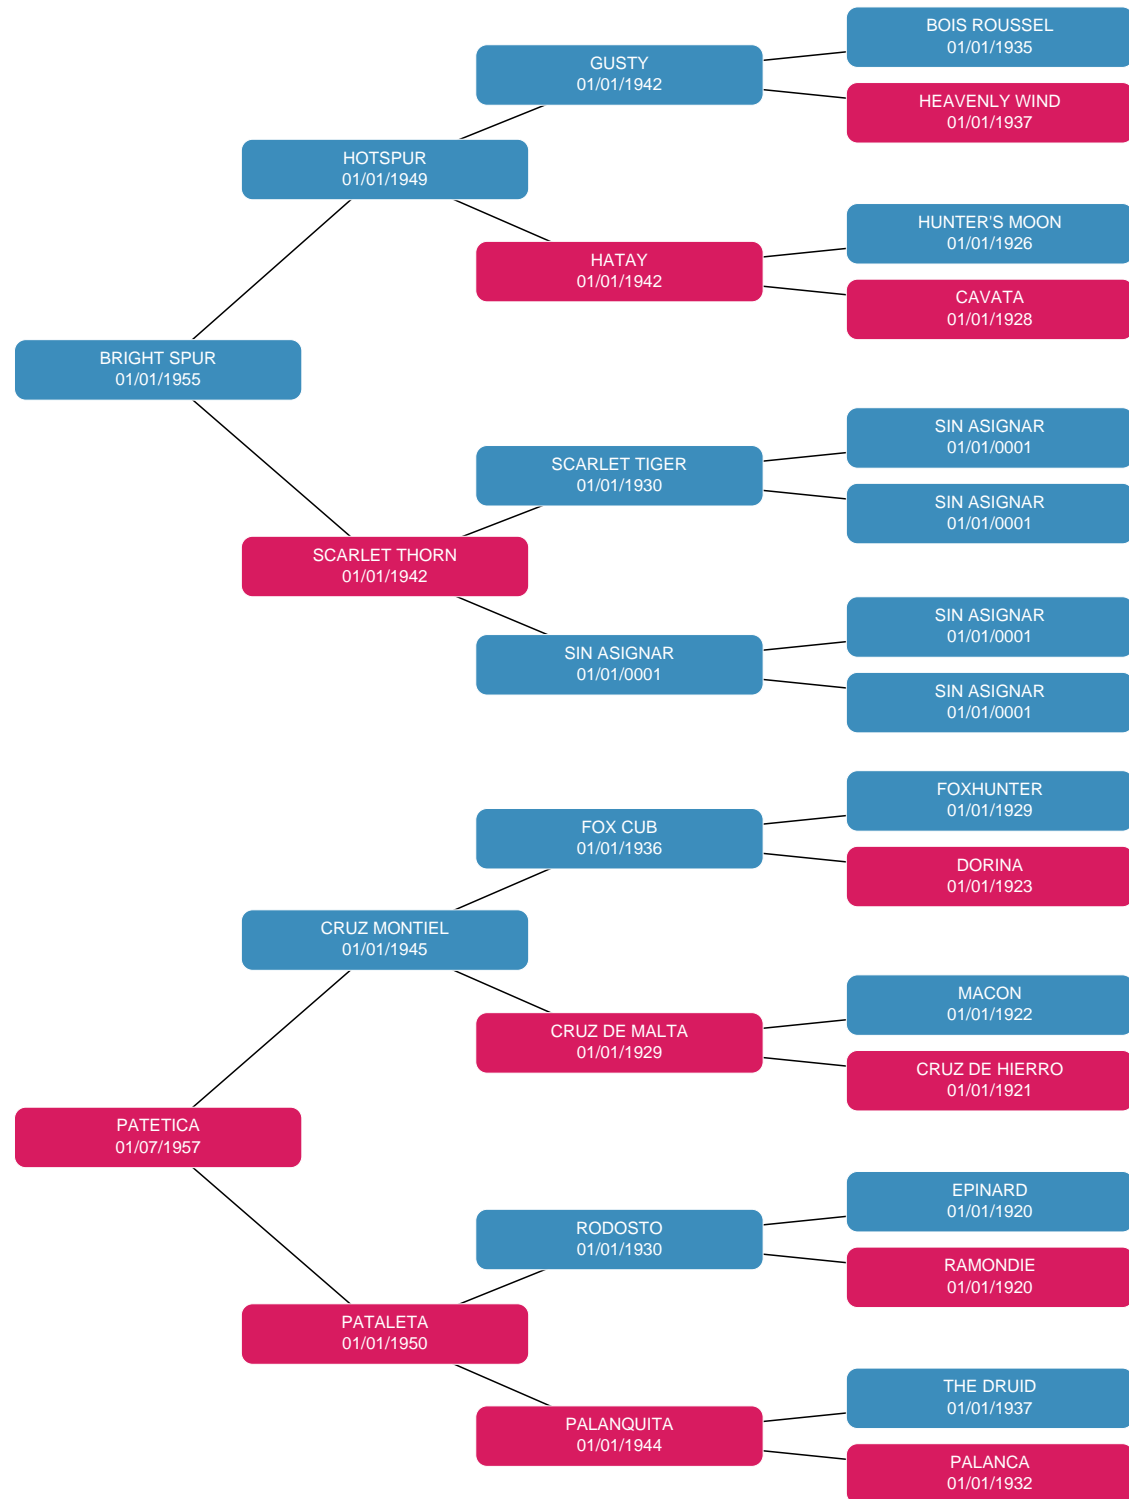 BOIS ROUSSEL
01/01/1935
GUSTY
01/01/1942
HEAVENLY WIND
01/01/1937
HOTSPUR
01/01/1949
HUNTER'S MOON
01/01/1926
HATAY
01/01/1942
CAVATA
01/01/1928
BRIGHT SPUR
01/01/1955
SIN ASIGNAR
01/01/0001
SCARLET TIGER
01/01/1930
SIN ASIGNAR
01/01/0001
SCARLET THORN
01/01/1942
SIN ASIGNAR
01/01/0001
SIN ASIGNAR
01/01/0001
SIN ASIGNAR
01/01/0001
FOXHUNTER
01/01/1929
FOX CUB
01/01/1936
DORINA
01/01/1923
CRUZ MONTIEL
01/01/1945
MACON
01/01/1922
CRUZ DE MALTA
01/01/1929
CRUZ DE HIERRO
01/01/1921
PATETICA
01/07/1957
EPINARD
01/01/1920
RODOSTO
01/01/1930
RAMONDIE
01/01/1920
PATALETA
01/01/1950
THE DRUID
01/01/1937
PALANQUITA
01/01/1944
PALANCA
01/01/1932